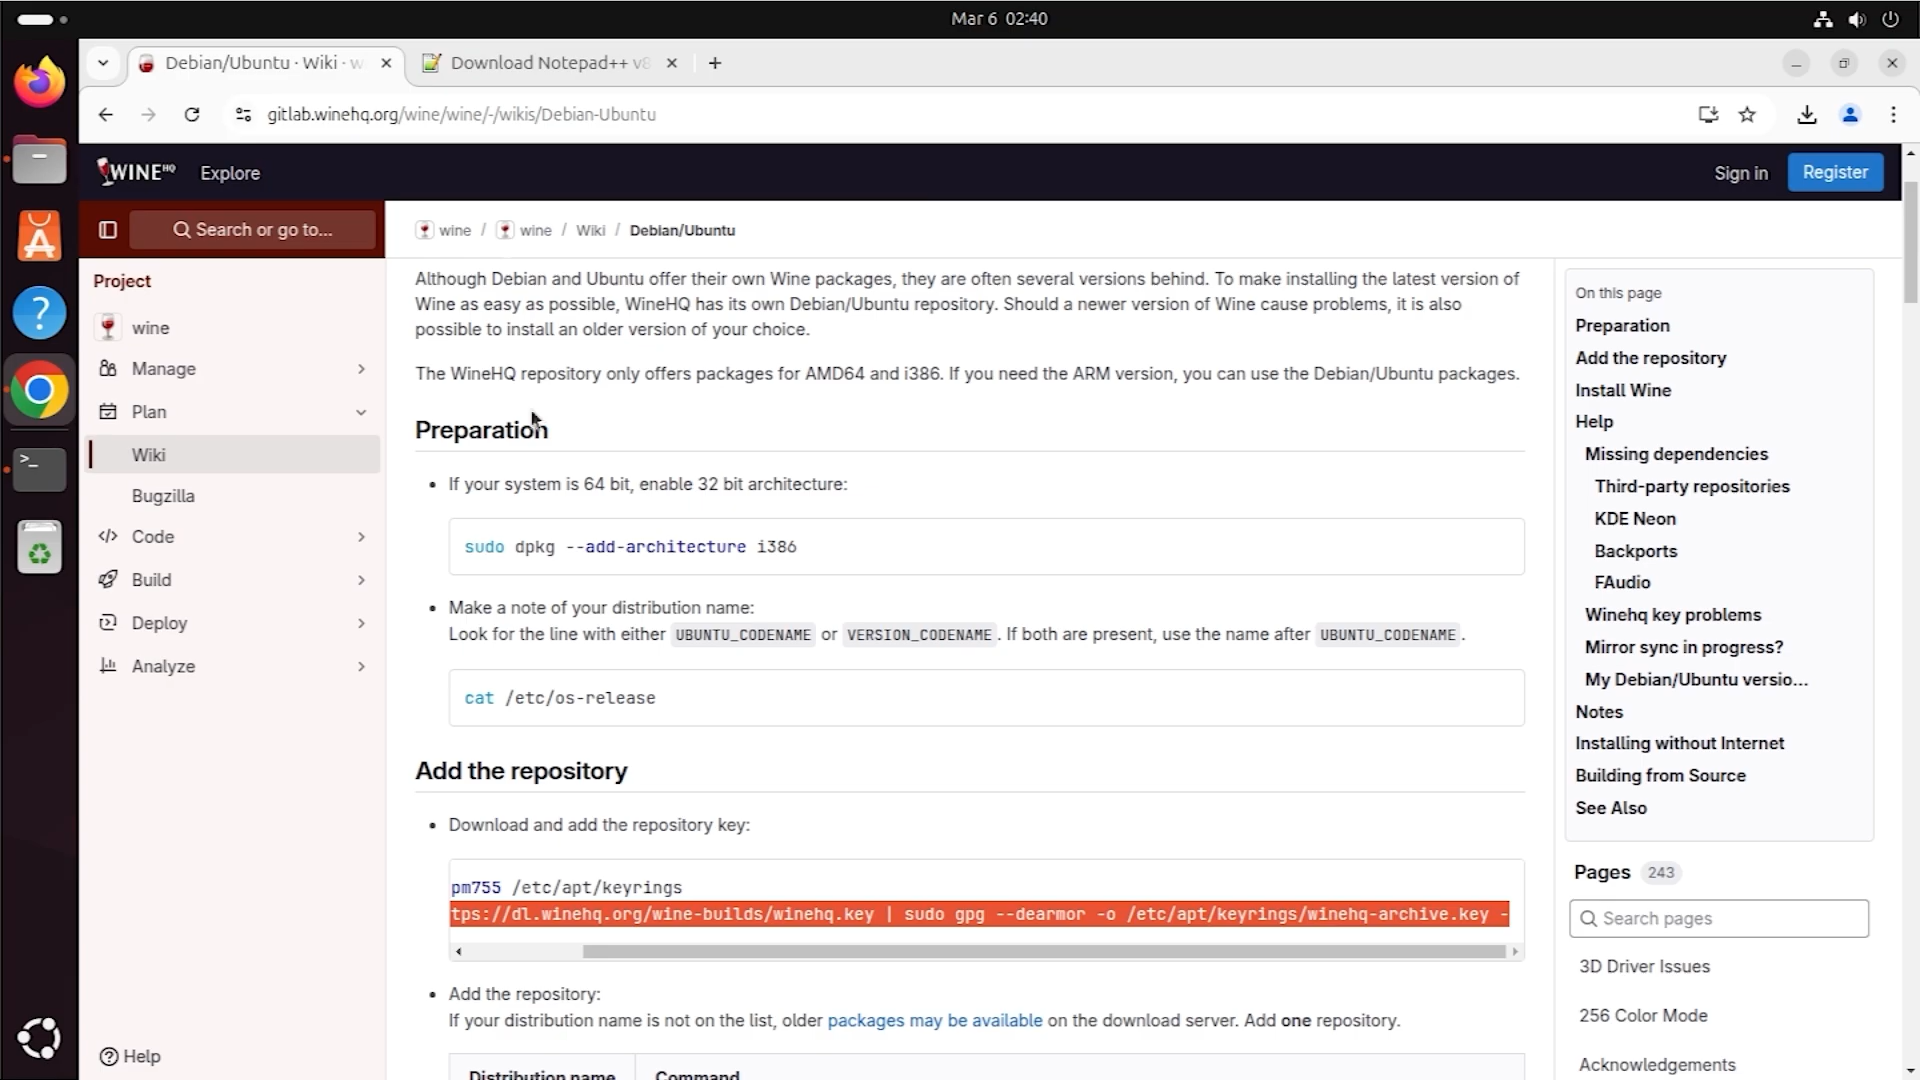 Mar 6 02:40
Debian/Ubuntu · Wiki · w
Download Notepad++ v8
gitlab.winehq.org/wine/wine/-/wikis/Debian-Ubuntu
WINE HQ
Explore
Sign in
Register
Search or go to...
wine / wine / Wiki / Debian/Ubuntu
Project
wine
Manage
Plan
Wiki
Bugzilla
Code
Build
Deploy
Analyze
Help
Although Debian and Ubuntu offer their own Wine packages, they are often several versions behind. To make installing the latest version of
Wine as easy as possible, WineHQ has its own Debian/Ubuntu repository. Should a newer version of Wine cause problems, it is also
possible to install an older version of your choice.
The WineHQ repository only offers packages for AMD64 and i386. If you need the ARM version, you can use the Debian/Ubuntu packages.
Preparation
If your system is 64 bit, enable 32 bit architecture:
sudo dpkg --add-architecture i386
Make a note of your distribution name:
Look for the line with either UBUNTU_CODENAME or VERSION_CODENAME. If both are present, use the name after UBUNTU_CODENAME.
cat /etc/os-release
Add the repository
Download and add the repository key:
pm755 /etc/apt/keyrings
tps://dl.winehq.org/wine-builds/winehq.key | sudo gpg --dearmor -o /etc/apt/keyrings/winehq-archive.key -
Add the repository:
If your distribution name is not on the list, older packages may be available on the download server. Add one repository.
Distribution name
Command
On this page
Preparation
Add the repository
Install Wine
Help
Missing dependencies
Third-party repositories
KDE Neon
Backports
FAudio
Winehq key problems
Mirror sync in progress?
My Debian/Ubuntu versio...
Notes
Installing without Internet
Building from Source
See Also
Pages 243
Search pages
3D Driver Issues
256 Color Mode
Acknowledgements